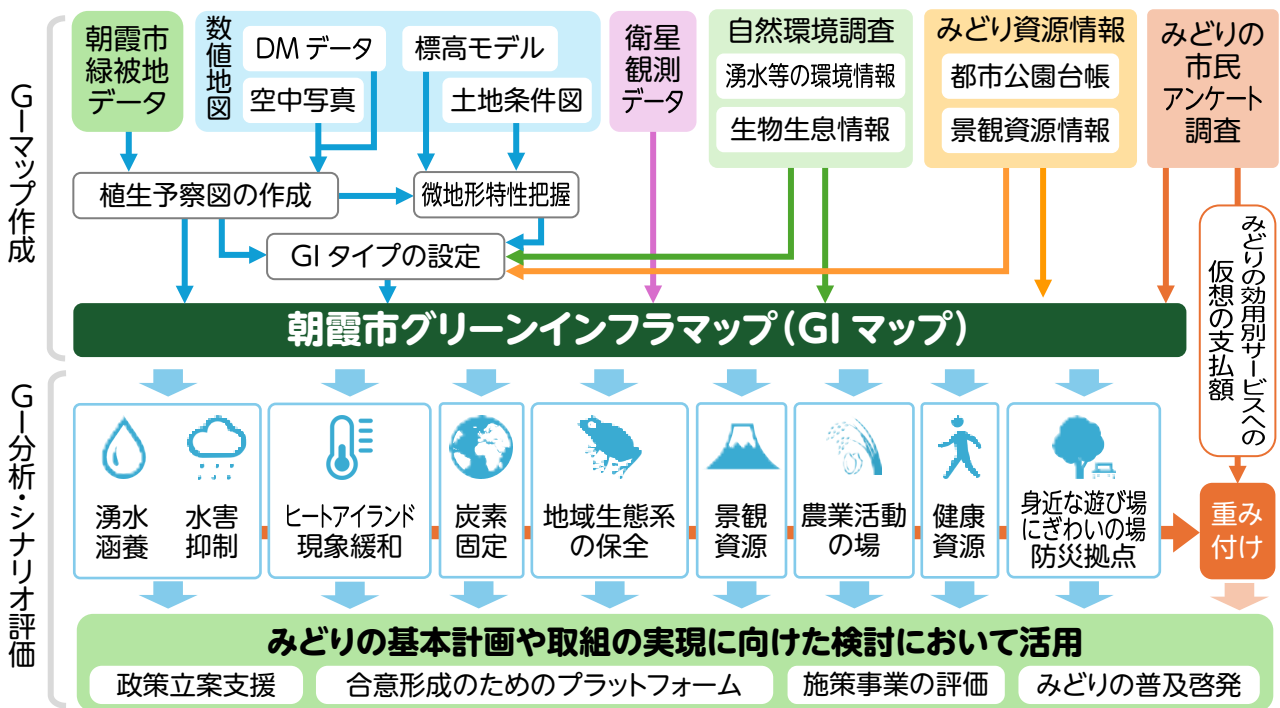 GIマップ作成
朝霞市
緑被地
データ
数値地図
DMデータ
空中写真
標高モデル
土地条件図
衛星
観測
データ
自然環境調査
湧水等の環境情報
生物生息情報
みどり資源情報
都市公園台帳
景観資源情報
みどりの
市民
アンケート
調査
植生予察図の作成
微地形特性把握
GIタイプの設定
みどりの効用別サービスへの
仮想の支払額
朝霞市グリーンインフラマップ（GIマップ）
GI分析・シナリオ評価
湧水
涵養
水害
抑制
ヒートアイランド
現象緩和
炭素
固定
地域生態系
の保全
景観
資源
農業活動
の場
健康
資源
身近な遊び場
にぎわいの場
防災拠点
重み
付け
みどりの基本計画や取組の実現に向けた検討において活用
政策立案支援
合意形成のためのプラットフォーム
施策事業の評価
みどりの普及啓発